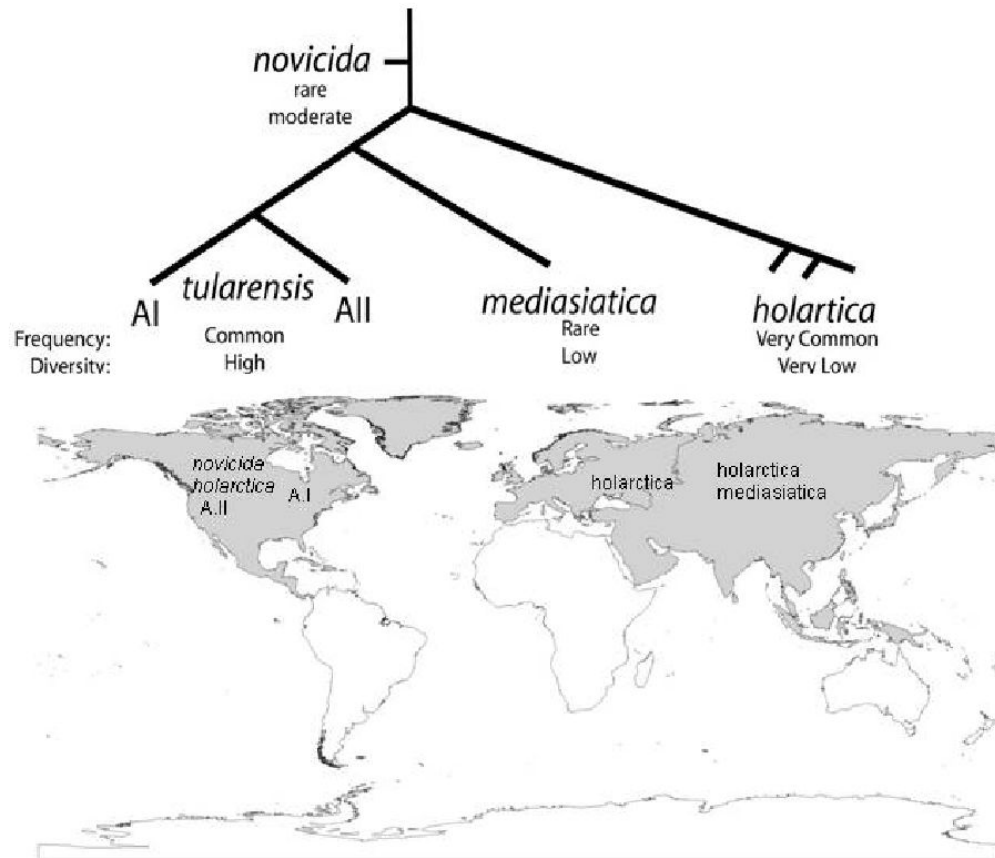 novicida
rare
moderate
AI
tularensis
AII
mediasiatica
holartica
Frequency:
Common
Rare
Very Common
Diversity:
High
Low
Very Low
novicida
holarctica
A.I
A.II
holarctica
holarctica
mediasiatica